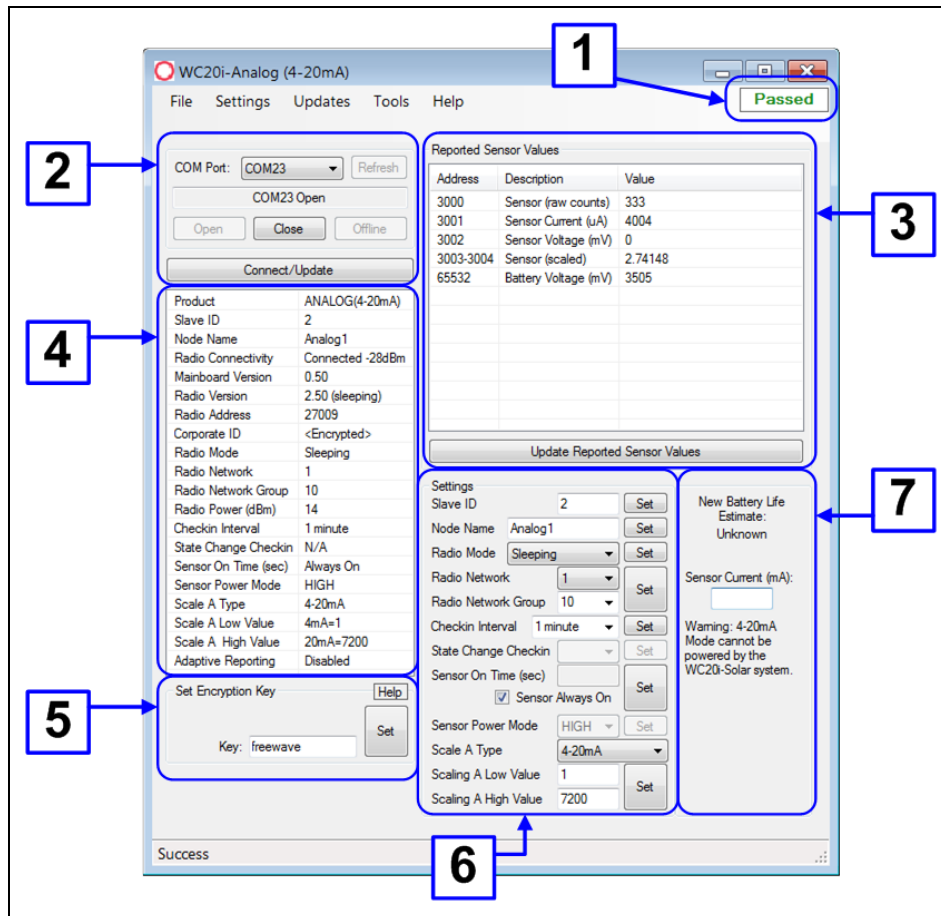 1
WC20i-Analog (4-20mA)
File Settings Updates Tools Help
Passed
2
COM Port: COM23 Refresh
COM23 Open
Open Close Offline
Connect/Update
Reported Sensor Values
Address Description Value
3000 Sensor (raw counts) 333
3001 Sensor Current (uA) 4004
3002 Sensor Voltage (mV) 0
3003-3004 Sensor (scaled) 2.74148
65532 Battery Voltage (mV) 3505
Update Reported Sensor Values
3
4
Product ANALOG(4-20mA)
Slave ID 2
Node Name Analog1
Radio Connectivity Connected -28dBm
Mainboard Version 0.50
Radio Version 2.50 (sleeping)
Radio Address 27009
Corporate ID <Encrypted>
Radio Mode Sleeping
Radio Network 1
Radio Network Group 10
Radio Power (dBm) 14
Checkin Interval 1 minute
State Change Checkin N/A
Sensor On Time (sec) Always On
Sensor Power Mode HIGH
Scale A Type 4-20mA
Scale A Low Value 4mA=1
Scale A High Value 20mA=7200
Adaptive Reporting Disabled
5
Set Encryption Key Help
Key: freewave Set
Settings
Slave ID 2 Set
Node Name Analog1 Set
Radio Mode Sleeping Set
Radio Network 1
Set
Radio Network Group 10
Checkin Interval 1 minute Set
State Change Checkin Set
Sensor On Time (sec)
Set
Sensor Always On
Sensor Power Mode HIGH Set
Scale A Type 4-20mA
Scaling A Low Value 1
Set
Scaling A High Value 7200
6
New Battery Life
Estimate:
Unknown
Sensor Current (mA):
Warning: 4-20mA
Mode cannot be
powered by the
WC20i-Solar system.
7
Success